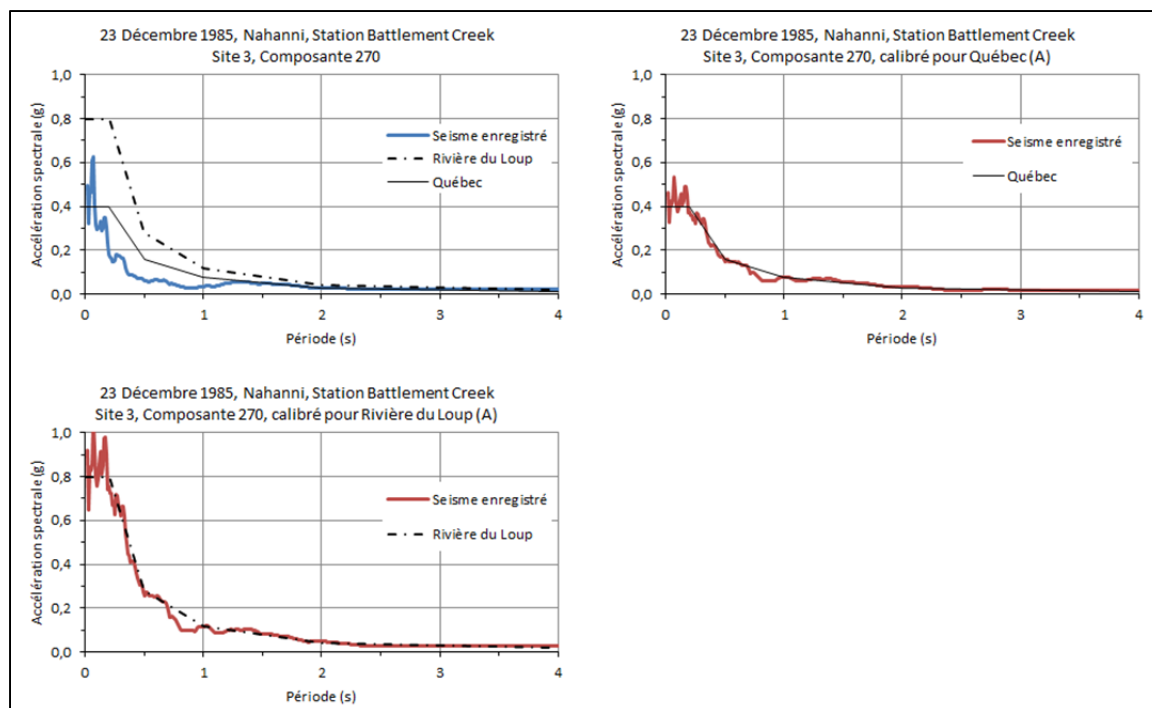 23 Décembre 1985, Nahanni, Station Battlement Creek
Site 3, Composante 270
1,0
0,8
0,6
0,4
0,2
0,0
Accélération spectrale (g)
Seisme enregistré
Rivière du Loup
Québec
0
1
2
3
4
Période (s)
23 Décembre 1985, Nahanni, Station Battlement Creek
Site 3, Composante 270, calibré pour Québec (A)
1,0
0,8
0,6
0,4
0,2
0,0
Accélération spectrale (g)
Seisme enregistré
Québec
0
1
2
3
4
Période (s)
23 Décembre 1985, Nahanni, Station Battlement Creek
Site 3, Composante 270, calibré pour Rivière du Loup (A)
1,0
0,8
0,6
0,4
0,2
0,0
Accélération spectrale (g)
Seisme enregistré
Rivière du Loup
0
1
2
3
4
Période (s)